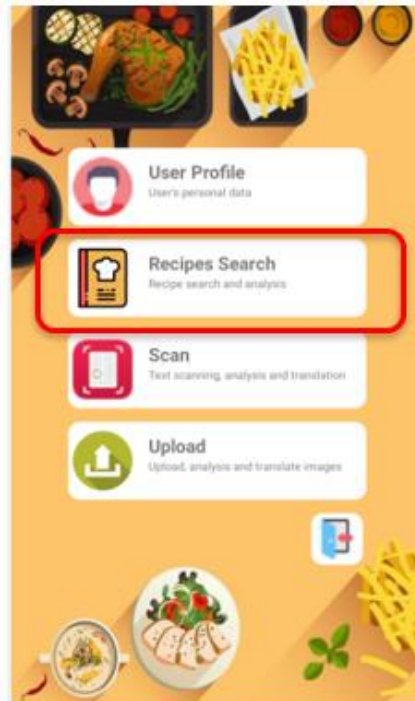 User Profile
User's personal data
Recipes Search
Recipe search and analysis
Scan
Text scanning, analysis and translation
Upload
Upload, analysis and translate images